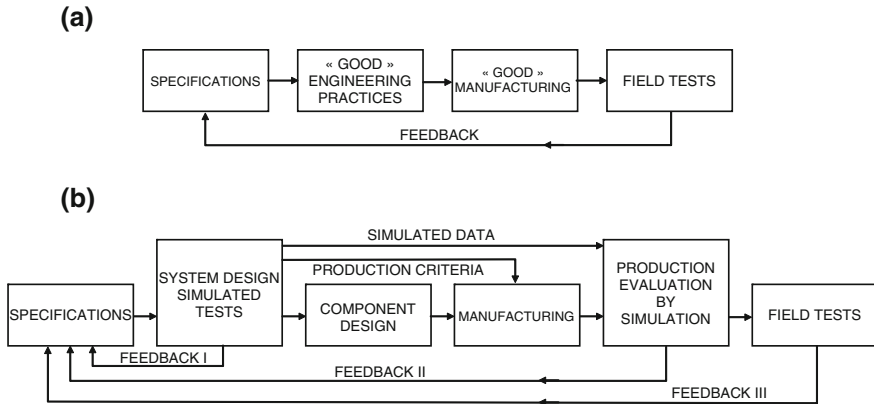 (a)
SPECIFICATIONS
« GOOD »
ENGINEERING
PRACTICES
« GOOD »
MANUFACTURING
FIELD TESTS
FEEDBACK
(b)
SIMULATED DATA
PRODUCTION CRITERIA
SPECIFICATIONS
SYSTEM DESIGN
SIMULATED
TESTS
COMPONENT
DESIGN
MANUFACTURING
PRODUCTION
EVALUATION
BY
SIMULATION
FIELD TESTS
FEEDBACK I
FEEDBACK II
FEEDBACK III